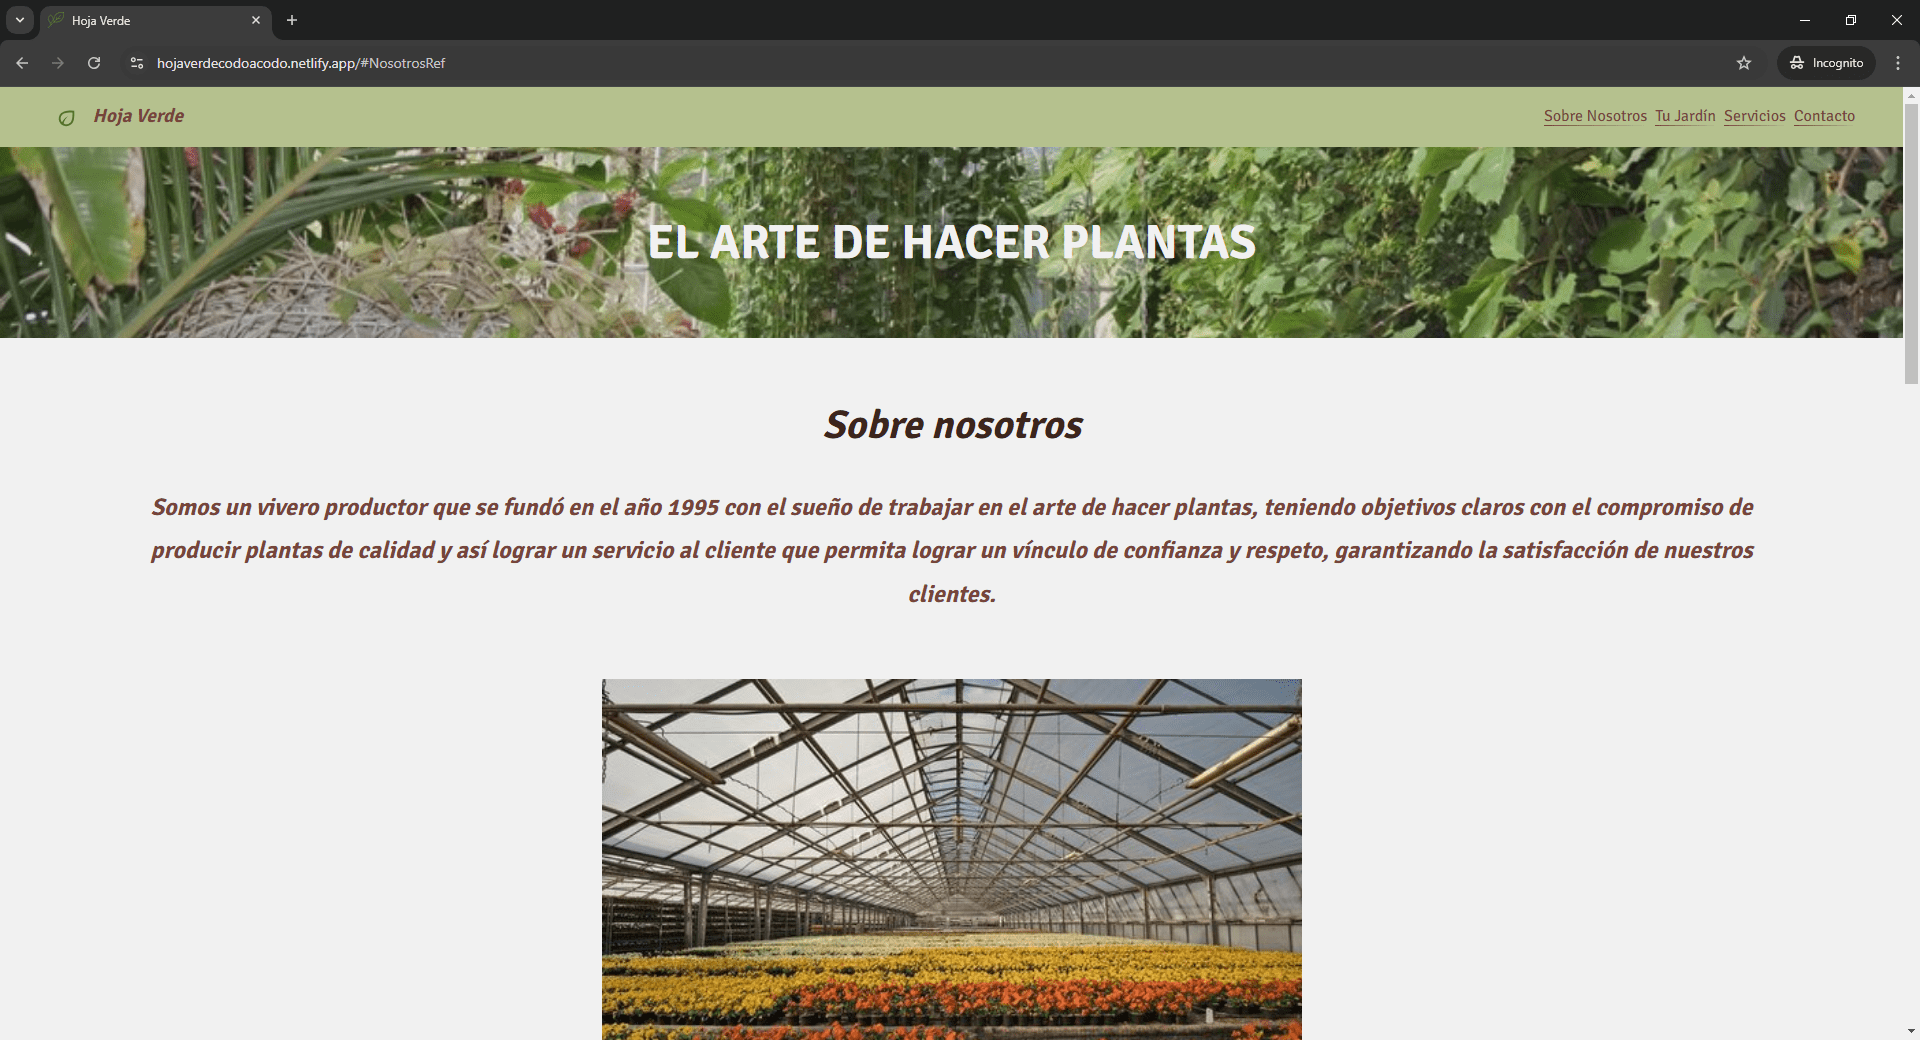 Hoja Verde
hojaverdecodoacodo.netlify.app/#NosotrosRef
Incognito
Hoja Verde
Sobre Nosotros Tu Jardín Servicios Contacto
EL ARTE DE HACER PLANTAS
Sobre nosotros
Somos un vivero productor que se fundó en el año 1995 con el sueño de trabajar en el arte de hacer plantas, teniendo objetivos claros con el compromiso de
producir plantas de calidad y así lograr un servicio al cliente que permita lograr un vínculo de confianza y respeto, garantizando la satisfacción de nuestros
clientes.